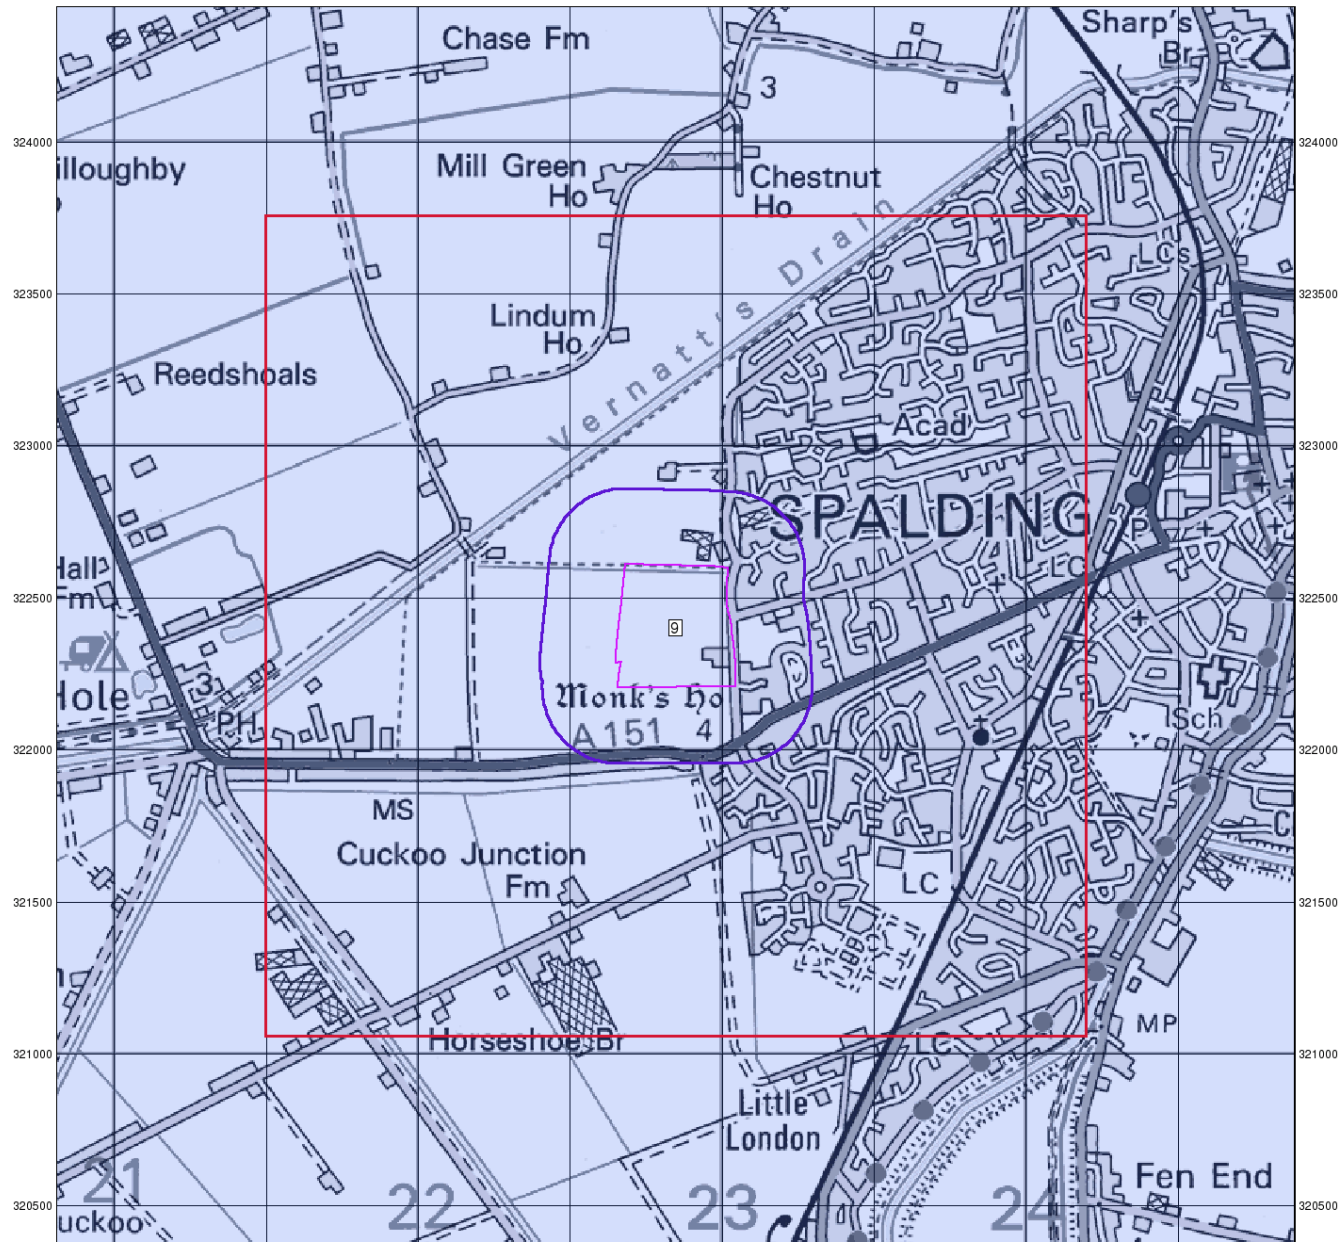 Chase Fm
Sharp's
Br
3
324000
324000
illoughby
Mill Green
Ho
Chestnut
Ho
Vernatt's Drain
LCs
323500
323500
Lindum
Ho
Reedshoals
Acad
323000
323000
SPALDING
P
LC
Hall
Fm
322500
322500
9
3
Hole
Monk's Ho
PH
A 151
4
Sch
322000
322000
MS
Cuckoo Junction
Fm
LC
321500
321500
MP
Horseshoe Br
LC
321000
321000
Little
London
Fen End
21
22
23
24
320500
320500
uckoo